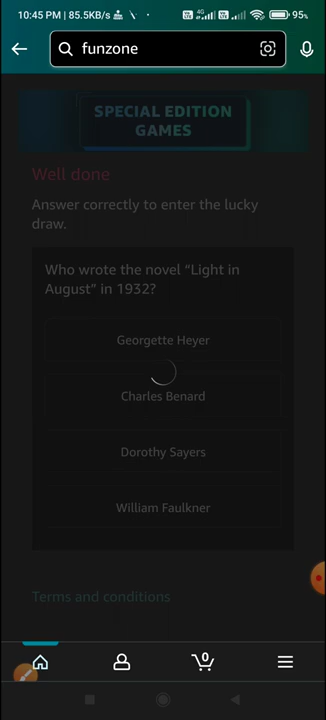 10:45 PM | 85.5KB/s
4G
95%
funzone
SPECIAL EDITION
GAMES
Well done
Answer correctly to enter the lucky
draw.
Who wrote the novel “Light in
August” in 1932?
Georgette Heyer
Charles Benard
Dorothy Sayers
William Faulkner
Terms and conditions
0